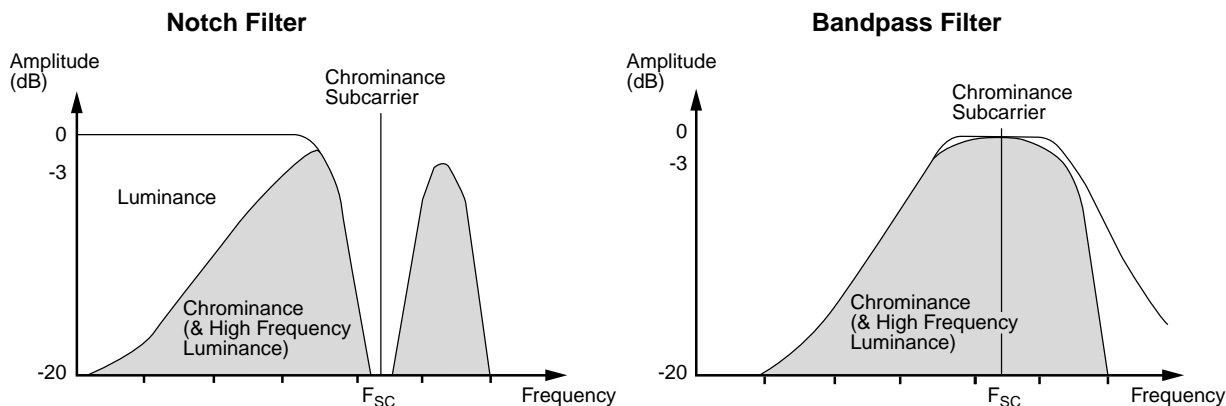 Notch Filter
Amplitude
(dB)
Chrominance
Subcarrier
0
-3
Luminance
Chrominance
(& High Frequency
Luminance)
-20
FSC
Frequency
Bandpass Filter
Amplitude
(dB)
Chrominance
Subcarrier
0
-3
Chrominance
(& High Frequency
Luminance)
-20
FSC
Frequency